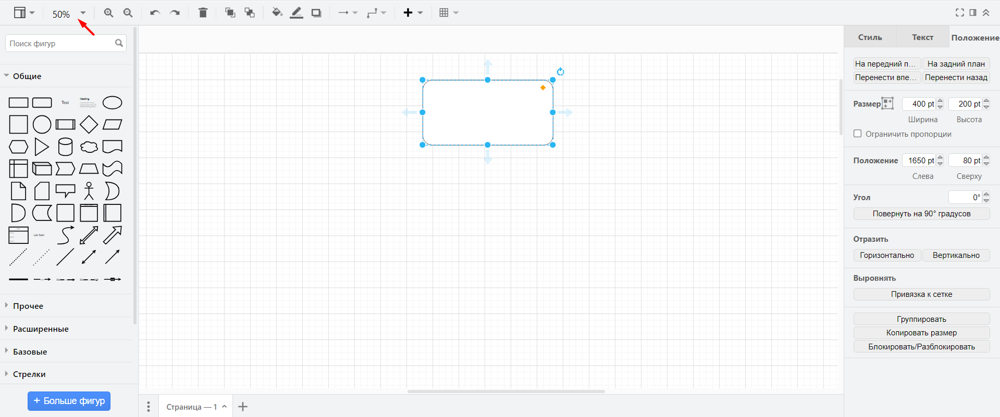 50%
Поиск фигур
Общие
Text
Heading
List Item
Прочее
Расширенные
Базовые
Стрелки
+ Больше фигур
Страница — 1
Стиль
Текст
Положение
На передний п...
На задний план
Перенести впе...
Перенести назад
Размер
400 pt
200 pt
Ширина
Высота
Ограничить пропорции
Положение
1650 pt
80 pt
Слева
Сверху
Угол
0°
Повернуть на 90° градусов
Отразить
Горизонтально
Вертикально
Выровнять
Привязка к сетке
Группировать
Копировать размер
Блокировать/Разблокировать